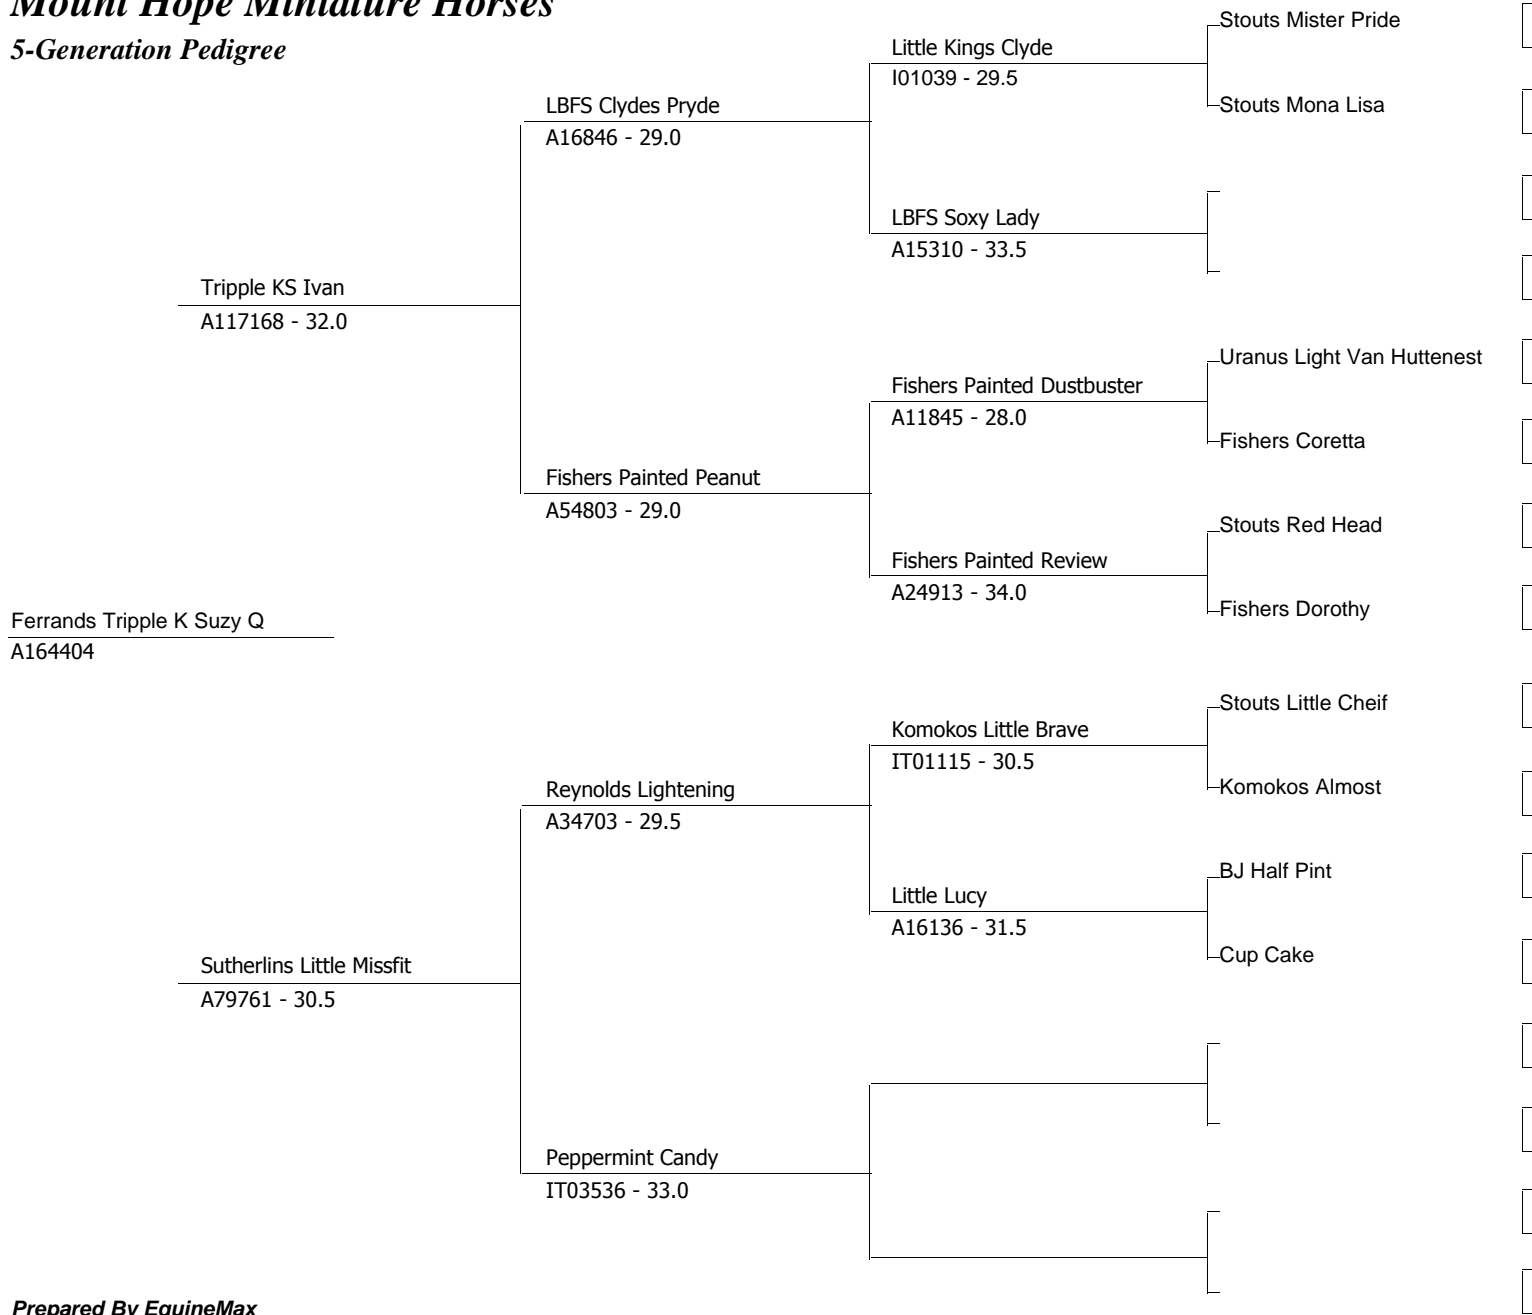 Mount Hope Miniature Horses
5-Generation Pedigree
Stouts Mister Pride
Little Kings Clyde
I01039 - 29.5
LBFS Clydes Pryde
Stouts Mona Lisa
A16846 - 29.0
LBFS Soxy Lady
A15310 - 33.5
Tripple KS Ivan
A117168 - 32.0
Uranus Light Van Huttenest
Fishers Painted Dustbuster
A11845 - 28.0
Fishers Coretta
Fishers Painted Peanut
A54803 - 29.0
Stouts Red Head
Fishers Painted Review
A24913 - 34.0
Fishers Dorothy
Ferrands Tripple K Suzy Q
A164404
Stouts Little Cheif
Komokos Little Brave
IT01115 - 30.5
Reynolds Lightening
Komokos Almost
A34703 - 29.5
BJ Half Pint
Little Lucy
A16136 - 31.5
Cup Cake
Sutherlins Little Missfit
A79761 - 30.5
Peppermint Candy
IT03536 - 33.0
Prepared By EquineMax